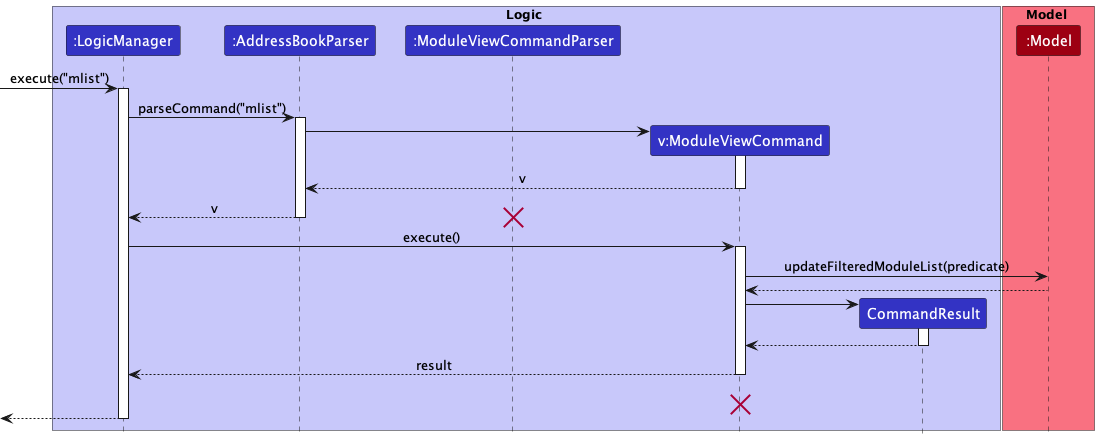 Logic
Model
:LogicManager
:AddressBookParser
:ModuleViewCommandParser
:Model
execute("mlist")
parseCommand("mlist")
v:ModuleViewCommand
v
v
execute()
updateFilteredModuleList(predicate)
CommandResult
result